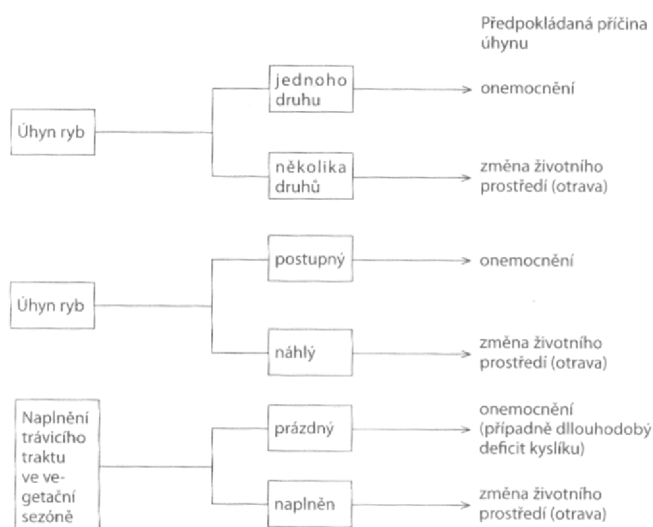 Předpokládaná příčina
úhynu
jednoho
druhu
onemocnění
Úhyn ryb
několika
druhů
změna životního
prostředí (otrava)
postupný
onemocnění
Úhyn ryb
náhlý
změna životního
prostředí (otrava)
Naplnění
trávicího
traktu
ve ve-
getační
sezóně
prázdný
onemocnění
(případně dllouhodobý
deficit kyslíku)
naplněn
změna životního
prostředí (otrava)